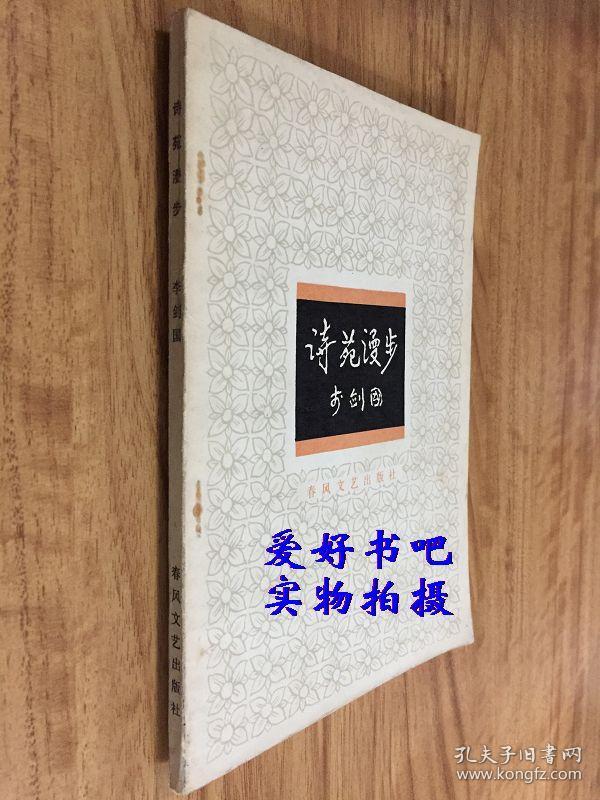 诗苑漫步
李剑国
春风文艺出版社
诗苑漫步
李剑國
春风文艺出版社
爱好书吧
实物拍摄
孔夫子旧书网
www.kongfz.com